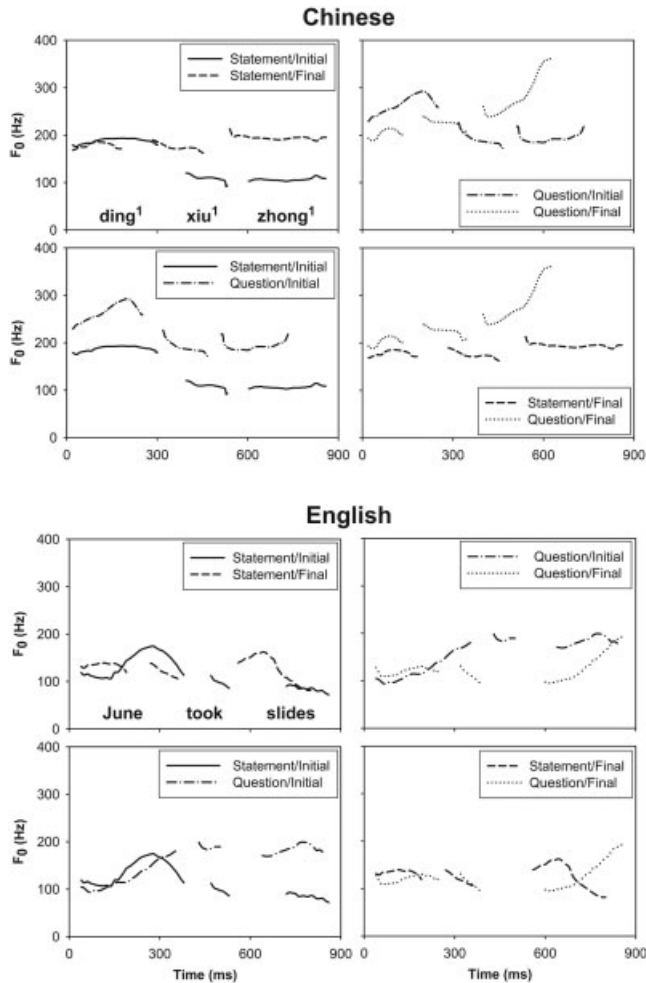 Chinese
400
300
200
100
0
F0 (Hz)
Statement/Initial
Statement/Final
ding1 xiu1 zhong1
Question/Initial
Question/Final
400
300
200
100
0
F0 (Hz)
Statement/Initial
Question/Initial
Statement/Final
Question/Final
0 300 600 900
0 300 600 900
English
400
300
200
100
0
F0 (Hz)
Statement/Initial
Statement/Final
June took slides
Question/Initial
Question/Final
400
300
200
100
0
F0 (Hz)
Statement/Initial
Question/Initial
Statement/Final
Question/Final
0 300 600 900
0 300 600 900
Time (ms)
Time (ms)